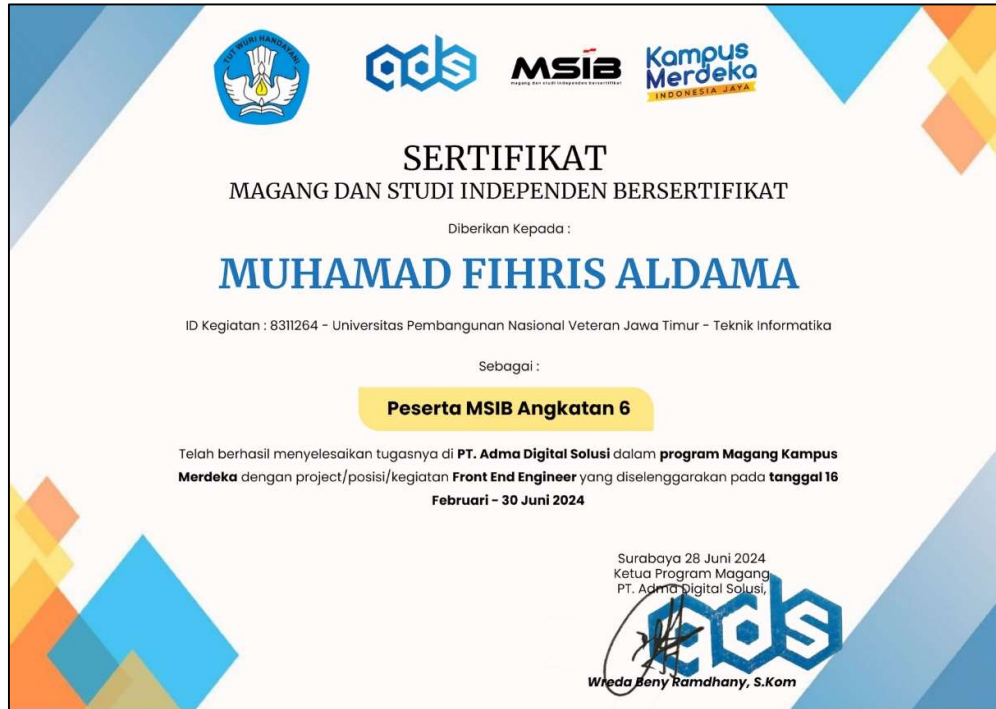 TUT WURI HANDAYANI
ads
MSIB
magang dan studi independen bersertifikat
Kampus
Merdeka
INDONESIA JAYA
SERTIFIKAT
MAGANG DAN STUDI INDEPENDEN BERSERTIFIKAT
Diberikan Kepada :
MUHAMAD FIHRIS ALDAMA
ID Kegiatan : 8311264 - Universitas Pembangunan Nasional Veteran Jawa Timur - Teknik Informatika
Sebagai :
Peserta MSIB Angkatan 6
Telah berhasil menyelesaikan tugasnya di PT. Adma Digital Solusi dalam program Magang Kampus
Merdeka dengan project/posisi/kegiatan Front End Engineer yang diselenggarakan pada tanggal 16
Februari - 30 Juni 2024
Surabaya 28 Juni 2024
Ketua Program Magang
PT. Adma Digital Solusi,
ads
Wreda Beny Ramdhany, S.Kom